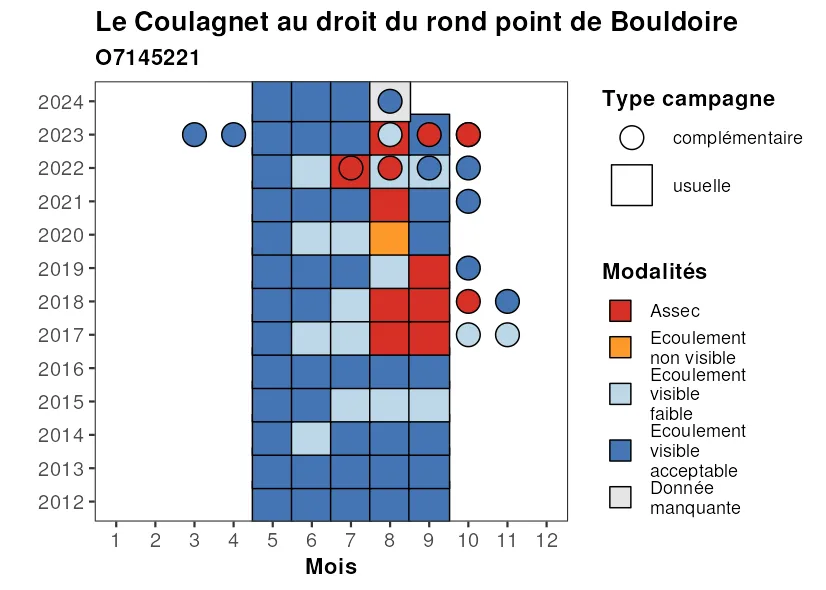 Le Coulagnet au droit du rond point de Bouldoire
O7145221
2024
2023
2022
2021
2020
2019
2018
2017
2016
2015
2014
2013
2012
1 2 3 4 5 6 7 8 9 10 11 12
Mois
Type campagne
complémentaire
usuelle
Modalités
Assec
Ecoulement
non visible
Ecoulement
visible
faible
Ecoulement
visible
acceptable
Donnée
manquante